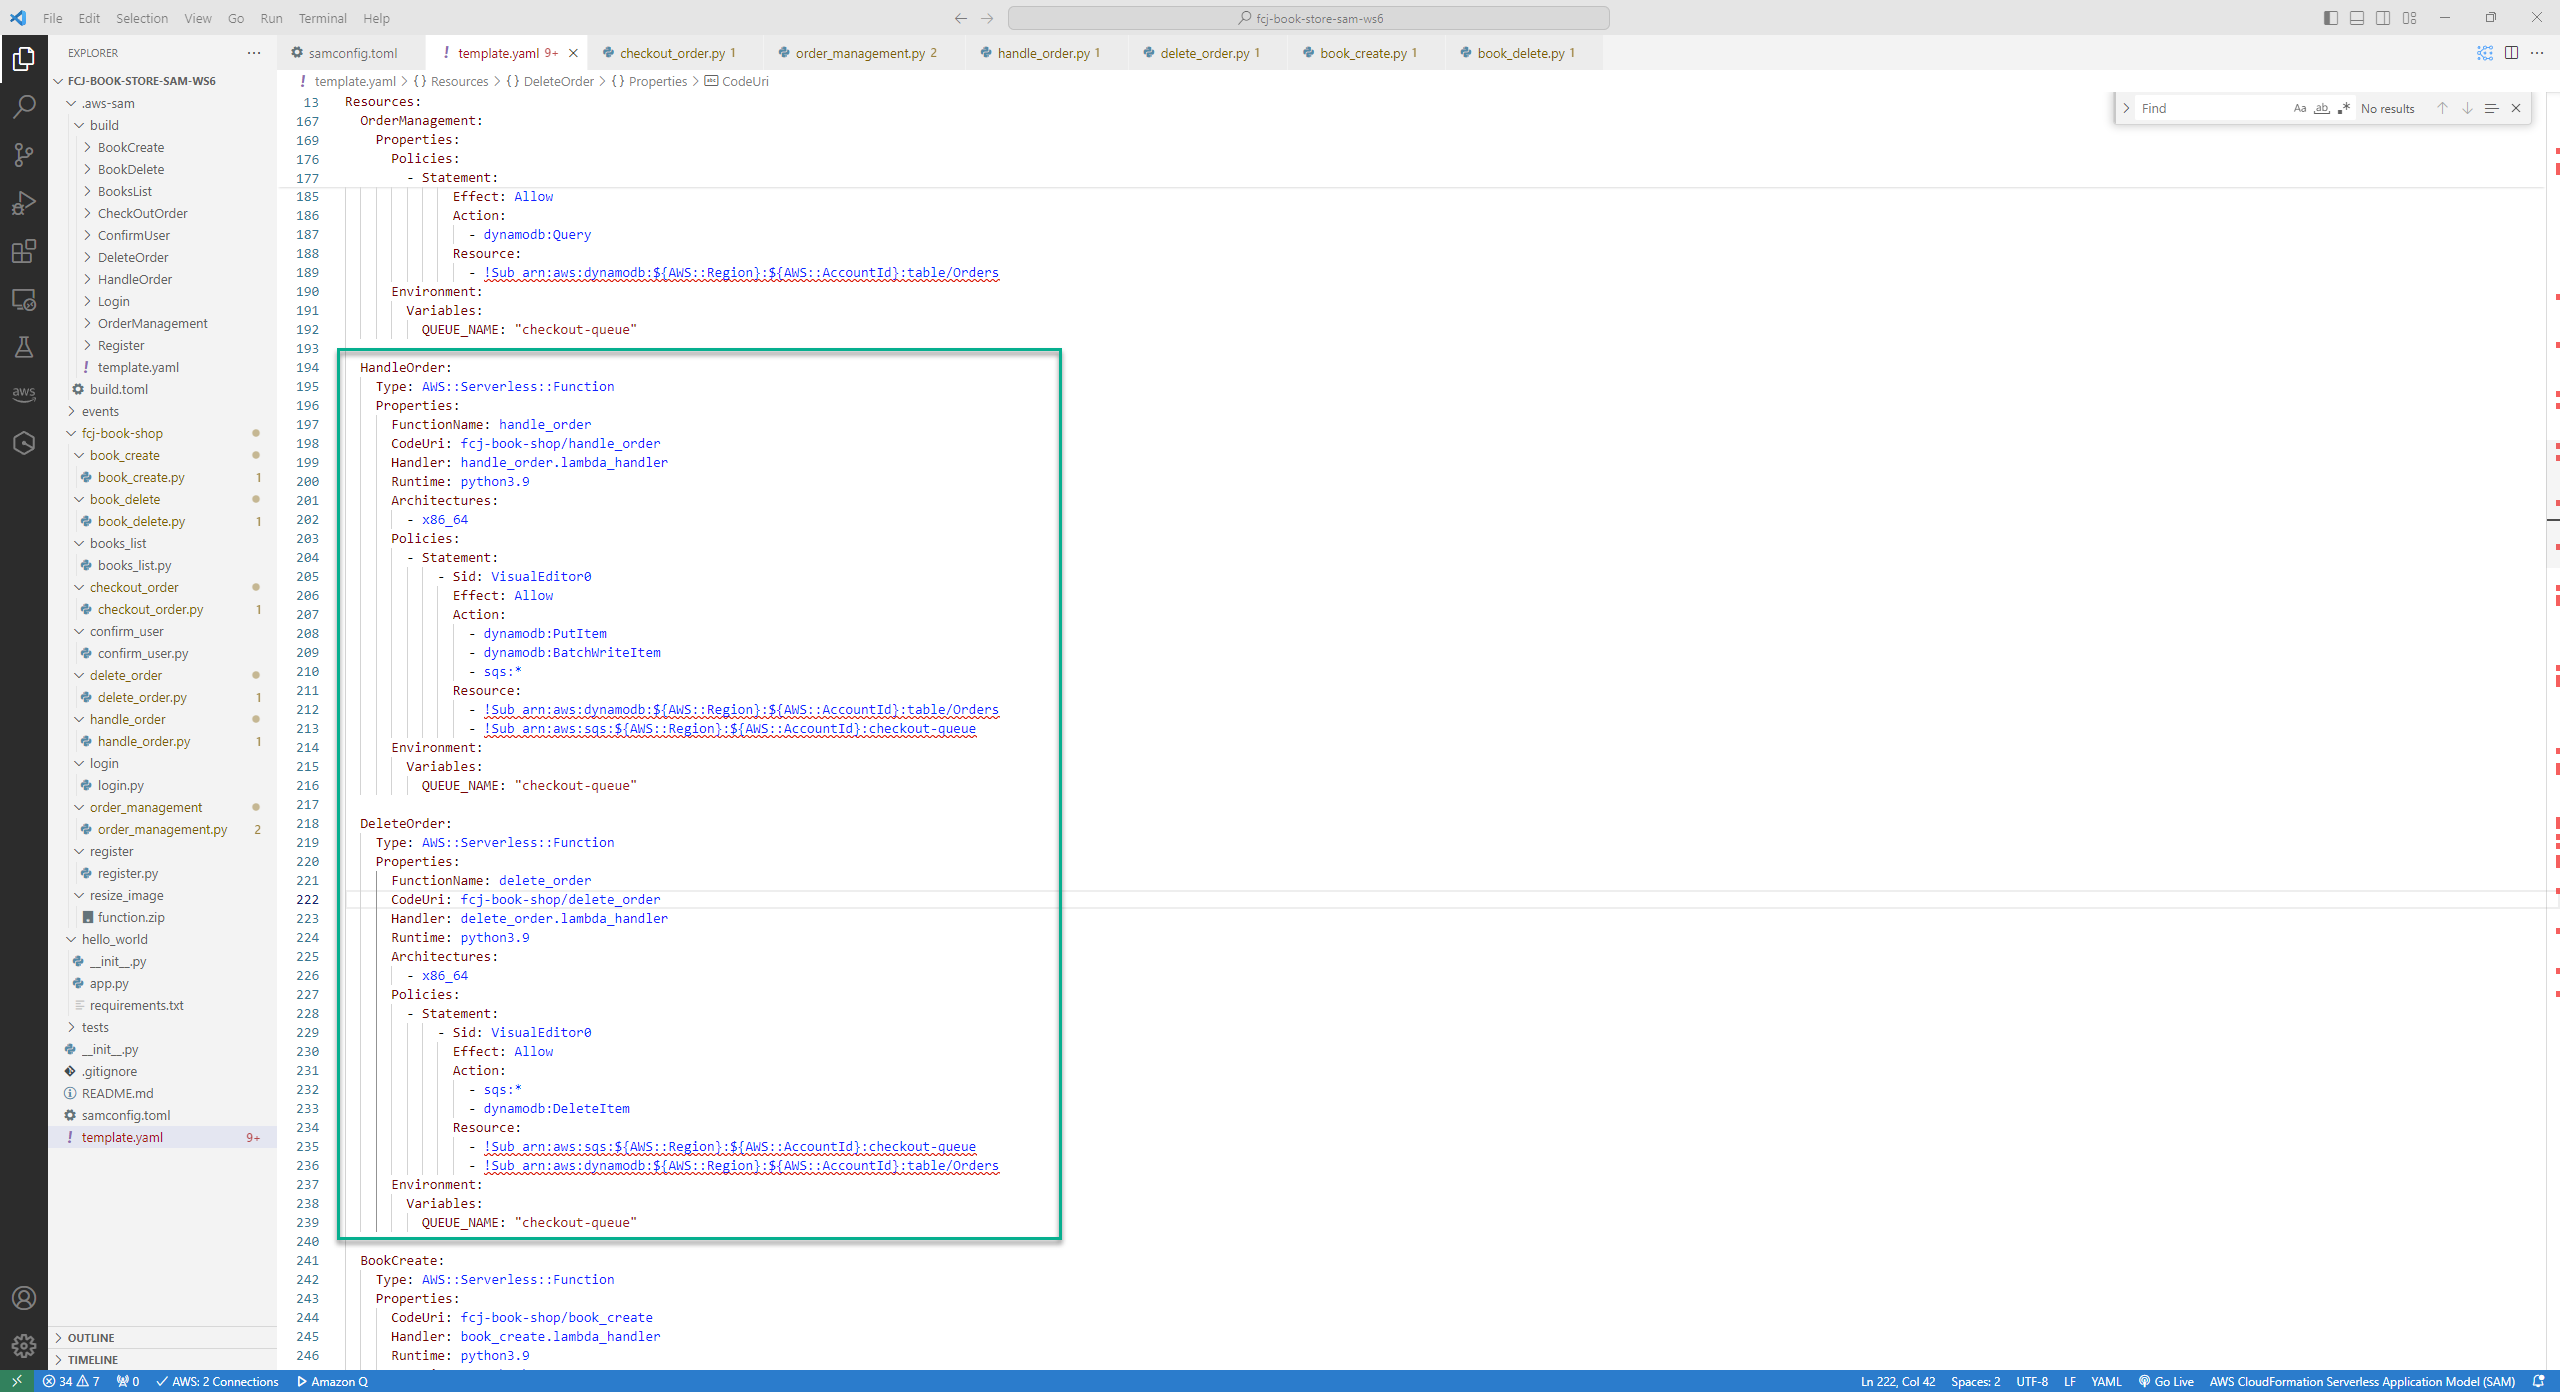 File Edit Selection View Go Run Terminal Help
fcj-book-store-sam-ws6
EXPLORER
samconfig.toml
template.yaml 9+
checkout_order.py 1
order_management.py 2
handle_order.py 1
delete_order.py 1
book_create.py 1
book_delete.py 1
FCJ-BOOK-STORE-SAM-WS6
.aws-sam
build
BookCreate
BookDelete
BooksList
CheckOutOrder
ConfirmUser
DeleteOrder
HandleOrder
Login
OrderManagement
Register
template.yaml
build.toml
events
fcj-book-shop
book_create
book_create.py 1
book_delete
book_delete.py 1
books_list
books_list.py
checkout_order
checkout_order.py 1
confirm_user
confirm_user.py
delete_order
delete_order.py 1
handle_order
handle_order.py 1
login
login.py
order_management
order_management.py 2
register
register.py
resize_image
function.zip
hello_world
__init__.py
app.py
requirements.txt
tests
__init__.py
.gitignore
README.md
samconfig.toml
template.yaml 9+
OUTLINE
TIMELINE
aws
template.yaml > {} Resources > {} DeleteOrder > {} Properties > abc CodeUri
Find Aa ab .* No results
13 Resources:
167 OrderManagement:
169 Properties:
176 Policies:
177 - Statement:
185 Effect: Allow
186 Action:
187 - dynamodb:Query
188 Resource:
189 - !Sub arn:aws:dynamodb:${AWS::Region}:${AWS::AccountId}:table/Orders
190 Environment:
191 Variables:
192 QUEUE_NAME: "checkout-queue"
193
194 HandleOrder:
195 Type: AWS::Serverless::Function
196 Properties:
197 FunctionName: handle_order
198 CodeUri: fcj-book-shop/handle_order
199 Handler: handle_order.lambda_handler
200 Runtime: python3.9
201 Architectures:
202 - x86_64
203 Policies:
204 - Statement:
205 - Sid: VisualEditor0
206 Effect: Allow
207 Action:
208 - dynamodb:PutItem
209 - dynamodb:BatchWriteItem
210 - sqs:*
211 Resource:
212 - !Sub arn:aws:dynamodb:${AWS::Region}:${AWS::AccountId}:table/Orders
213 - !Sub arn:aws:sqs:${AWS::Region}:${AWS::AccountId}:checkout-queue
214 Environment:
215 Variables:
216 QUEUE_NAME: "checkout-queue"
217
218 DeleteOrder:
219 Type: AWS::Serverless::Function
220 Properties:
221 FunctionName: delete_order
222 CodeUri: fcj-book-shop/delete_order
223 Handler: delete_order.lambda_handler
224 Runtime: python3.9
225 Architectures:
226 - x86_64
227 Policies:
228 - Statement:
229 - Sid: VisualEditor0
230 Effect: Allow
231 Action:
232 - sqs:*
233 - dynamodb:DeleteItem
234 Resource:
235 - !Sub arn:aws:sqs:${AWS::Region}:${AWS::AccountId}:checkout-queue
236 - !Sub arn:aws:dynamodb:${AWS::Region}:${AWS::AccountId}:table/Orders
237 Environment:
238 Variables:
239 QUEUE_NAME: "checkout-queue"
240
241 BookCreate:
242 Type: AWS::Serverless::Function
243 Properties:
244 CodeUri: fcj-book-shop/book_create
245 Handler: book_create.lambda_handler
246 Runtime: python3.9
34 7 0 AWS: 2 Connections Amazon Q
Ln 222, Col 42 Spaces: 2 UTF-8 LF YAML Go Live AWS CloudFormation Serverless Application Model (SAM)